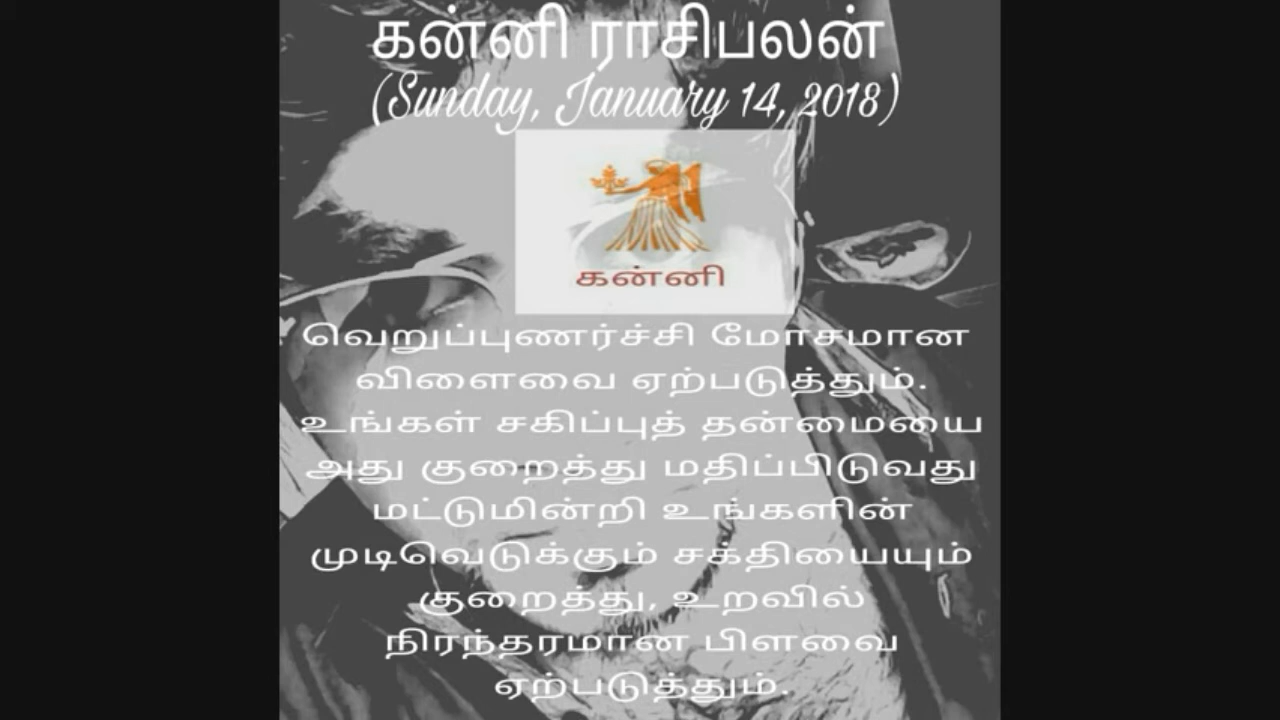 கன்னி ராசிபலன்
(Sunday, January 14, 2018)
கன்னி
வெறுப்புணர்ச்சி மோசமான
விளைவை ஏற்படுத்தும்.
உங்கள் சகிப்புத் தன்மையை
அது குறைத்து மதிப்பிடுவது
மட்டுமின்றி உங்களின்
முடிவெடுக்கும் சக்தியையும்
குறைத்து, உறவில்
நிரந்தரமான பிளவை
ஏற்படுத்தும்.